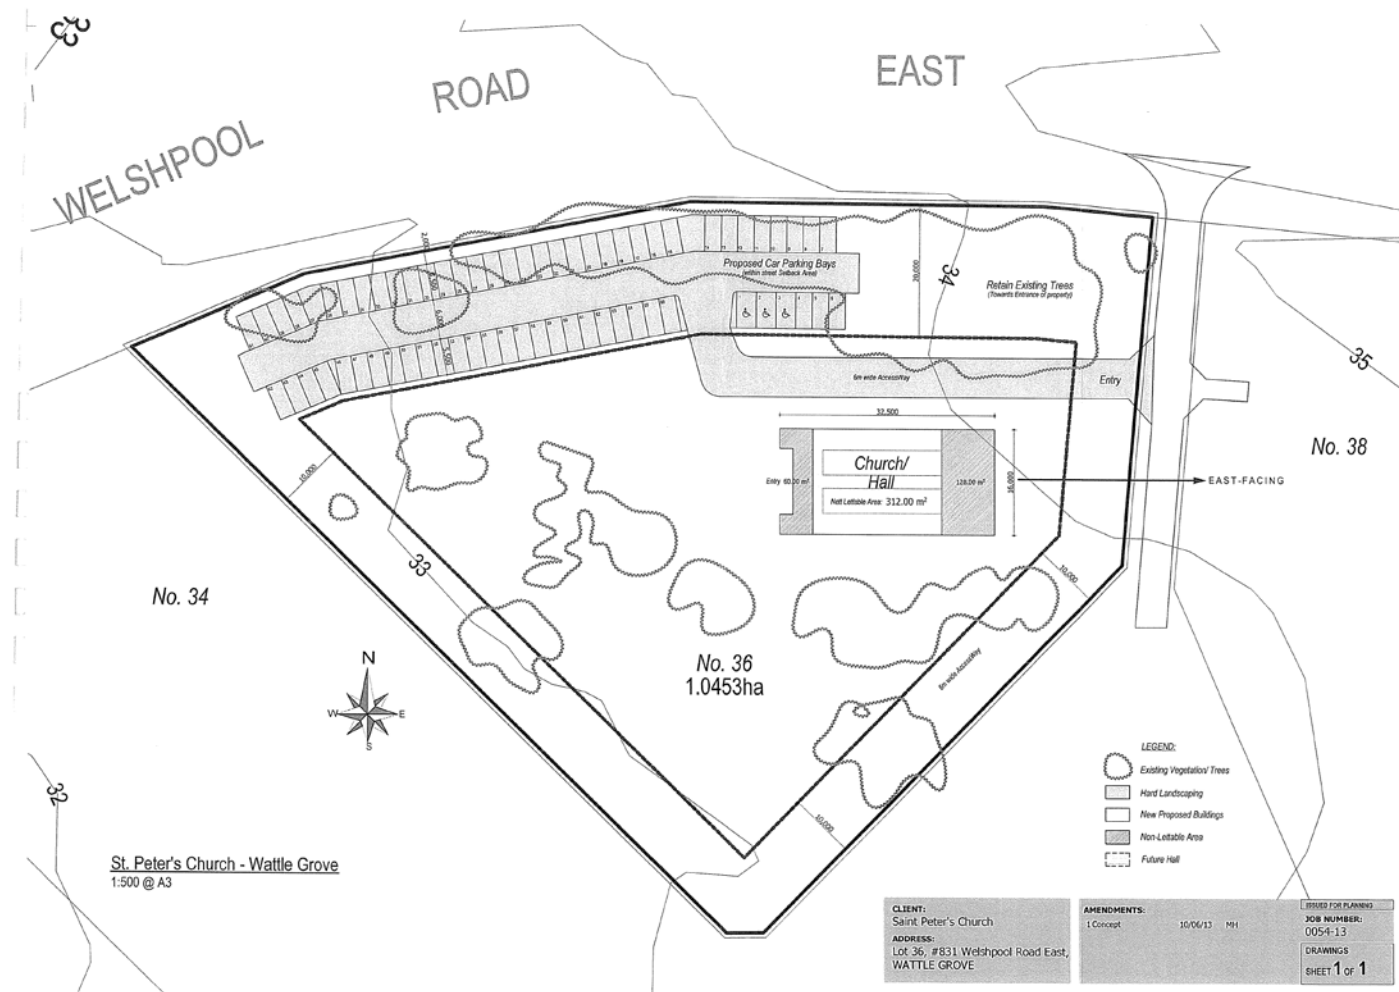 33
WELSHPOOL ROAD EAST
Proposed Car Parking Bays
(within street Setback Area)
20,000
34
Retain Existing Trees
(Towards Entrance of property)
6m wide AccessWay
Entry
35
32.500
Church/
Hall
Entry 60.00 m²
Nett Lettable Area: 312.00 m²
128.00 m²
16.000
EAST-FACING
No. 38
10,000
33
No. 34
10,000
No. 36
1.0453ha
6m wide AccessWay
10,000
N
W E
S
32
St. Peter's Church - Wattle Grove
1:500 @ A3
LEGEND:
Existing Vegetation/ Trees
Hard Landscaping
New Proposed Buildings
Non-Lettable Area
Future Hall
CLIENT:
Saint Peter's Church
ADDRESS:
Lot 36, #831 Welshpool Road East,
WATTLE GROVE
AMENDMENTS:
1 Concept 10/06/13 MH
ISSUED FOR PLANNING
JOB NUMBER:
0054-13
DRAWINGS
SHEET 1 OF 1